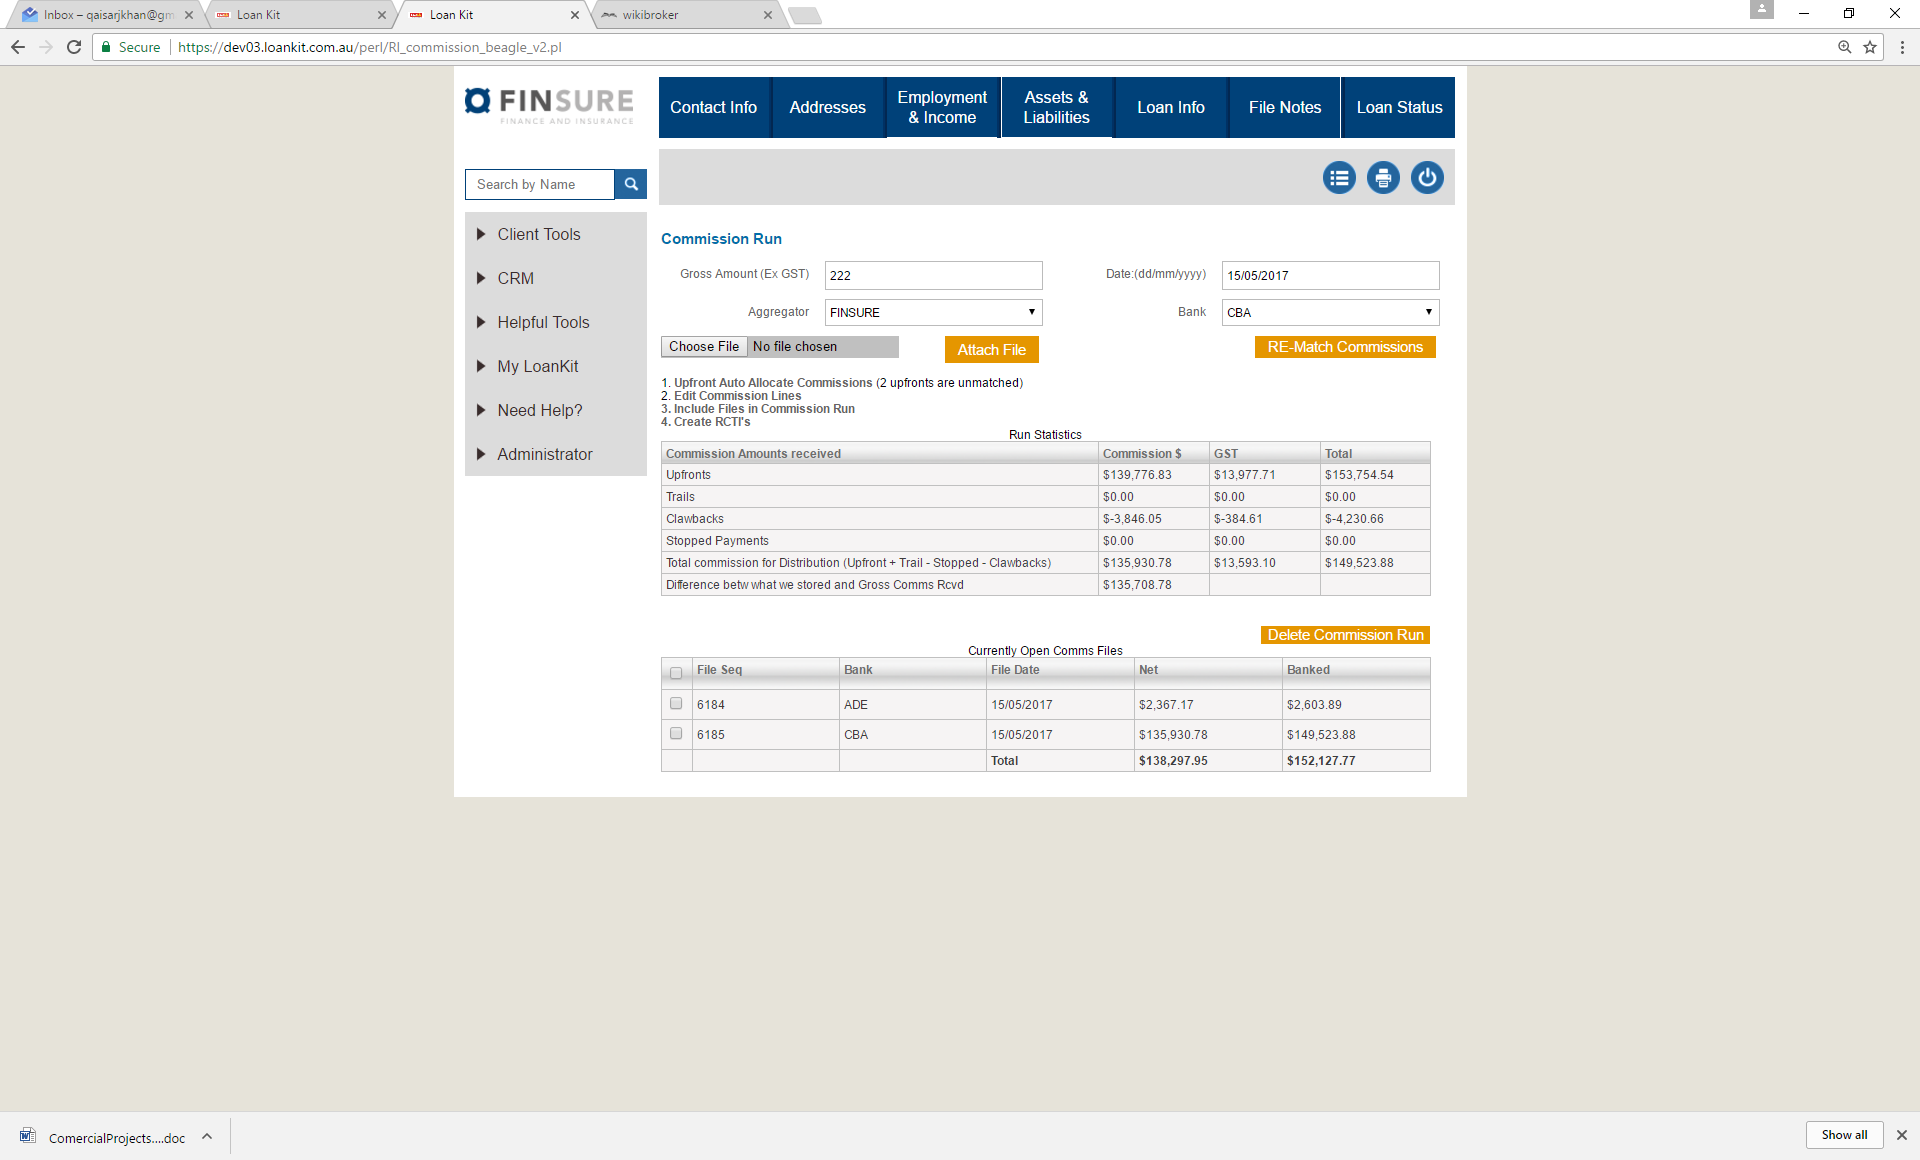 Inbox – qaisarjkhan@gm
Loan Kit
Loan Kit
wikibroker
Secure
https://dev03.loankit.com.au/perl/RI_commission_beagle_v2.pl
FINSURE
FINANCE AND INSURANCE
Contact Info
Addresses
Employment & Income
Assets & Liabilities
Loan Info
File Notes
Loan Status
Search by Name
Client Tools
CRM
Helpful Tools
My LoanKit
Need Help?
Administrator
Commission Run
Gross Amount (Ex GST) 222 Date:(dd/mm/yyyy) 15/05/2017
Aggregator FINSURE Bank CBA
Choose File No file chosen Attach File RE-Match Commissions
1. Upfront Auto Allocate Commissions (2 upfronts are unmatched)
2. Edit Commission Lines
3. Include Files in Commission Run
4. Create RCTI's
Run Statistics
Commission Amounts received Commission $ GST Total
Upfronts $139,776.83 $13,977.71 $153,754.54
Trails $0.00 $0.00 $0.00
Clawbacks $-3,846.05 $-384.61 $-4,230.66
Stopped Payments $0.00 $0.00 $0.00
Total commission for Distribution (Upfront + Trail - Stopped - Clawbacks) $135,930.78 $13,593.10 $149,523.88
Difference betw what we stored and Gross Comms Rcvd $135,708.78
Delete Commission Run
Currently Open Comms Files
File Seq Bank File Date Net Banked
6184 ADE 15/05/2017 $2,367.17 $2,603.89
6185 CBA 15/05/2017 $135,930.78 $149,523.88
Total $138,297.95 $152,127.77
ComercialProjects....doc
Show all